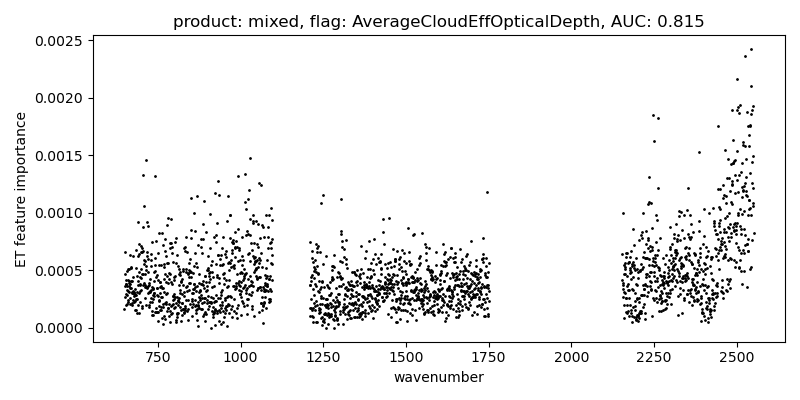 product: mixed, flag: AverageCloudEffOpticalDepth, AUC: 0.815
ET feature importance
0.0025
0.0020
0.0015
0.0010
0.0005
0.0000
750 1000 1250 1500 1750 2000 2250 2500
wavenumber